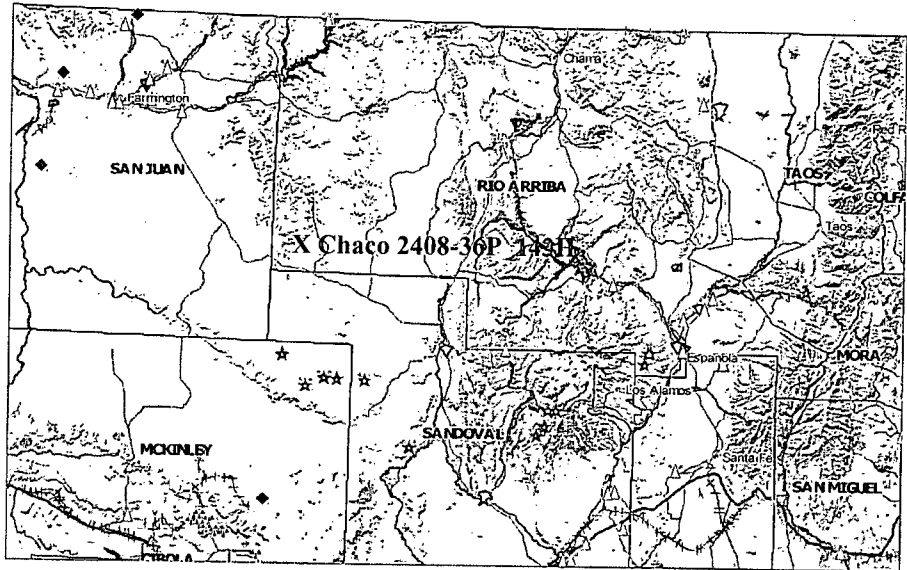 Chama
Farmington
Red R
SAN JUAN
TAOS
RIO ARRIBA
COLFA
Taos
X Chaco 2408-36P 142H
Española
MORA
Los Alamos
SANDOVAL
MCKINLEY
Santa Fe
SAN MIGUEL
CIBOLA